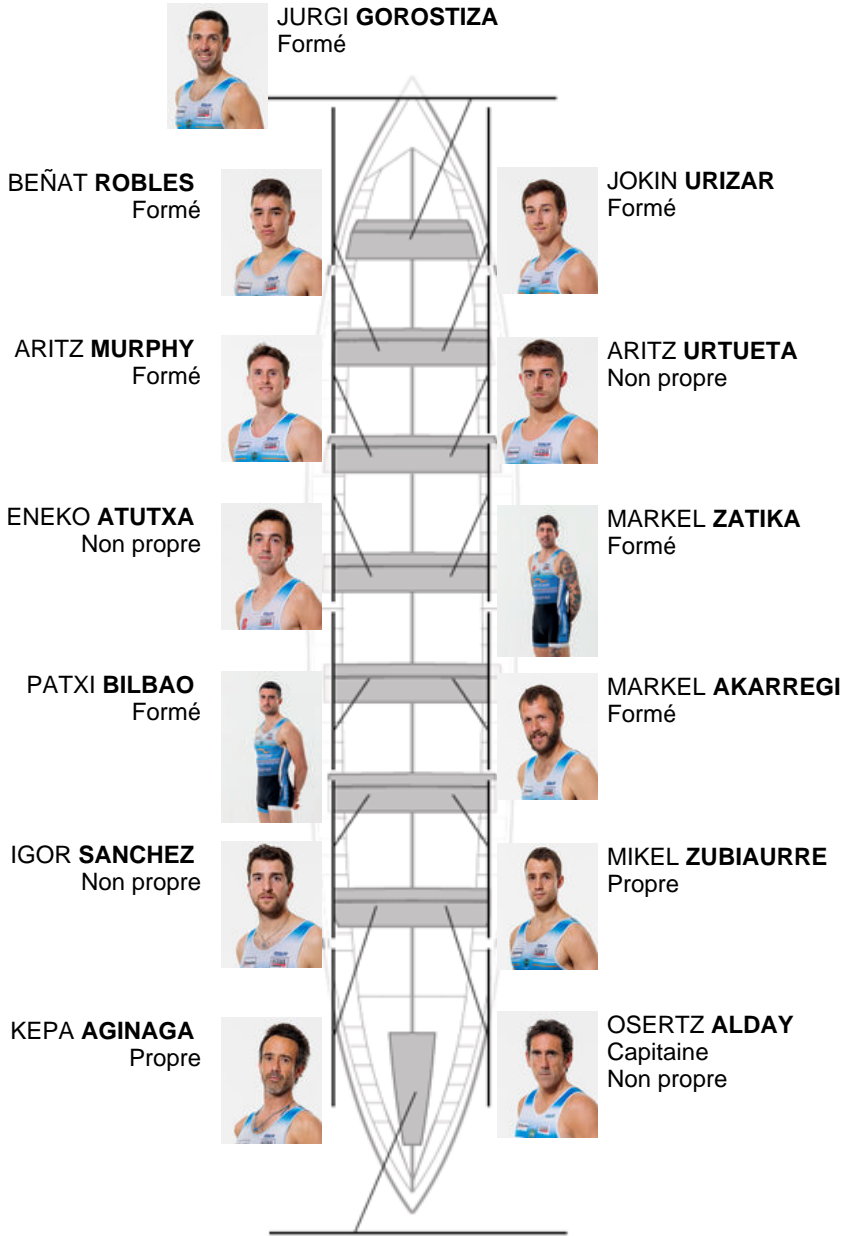 JURGI GOROSTIZA
Formé
BEÑAT ROBLES
Formé
JOKIN URIZAR
Formé
ARITZ MURPHY
Formé
ARITZ URTUETA
Non propre
ENEKO ATUTXA
Non propre
MARKEL ZATIKA
Formé
PATXI BILBAO
Formé
MARKEL AKARREGI
Formé
IGOR SANCHEZ
Non propre
MIKEL ZUBIAURRE
Propre
KEPA AGINAGA
Propre
OSERTZ ALDAY
Capitaine
Non propre